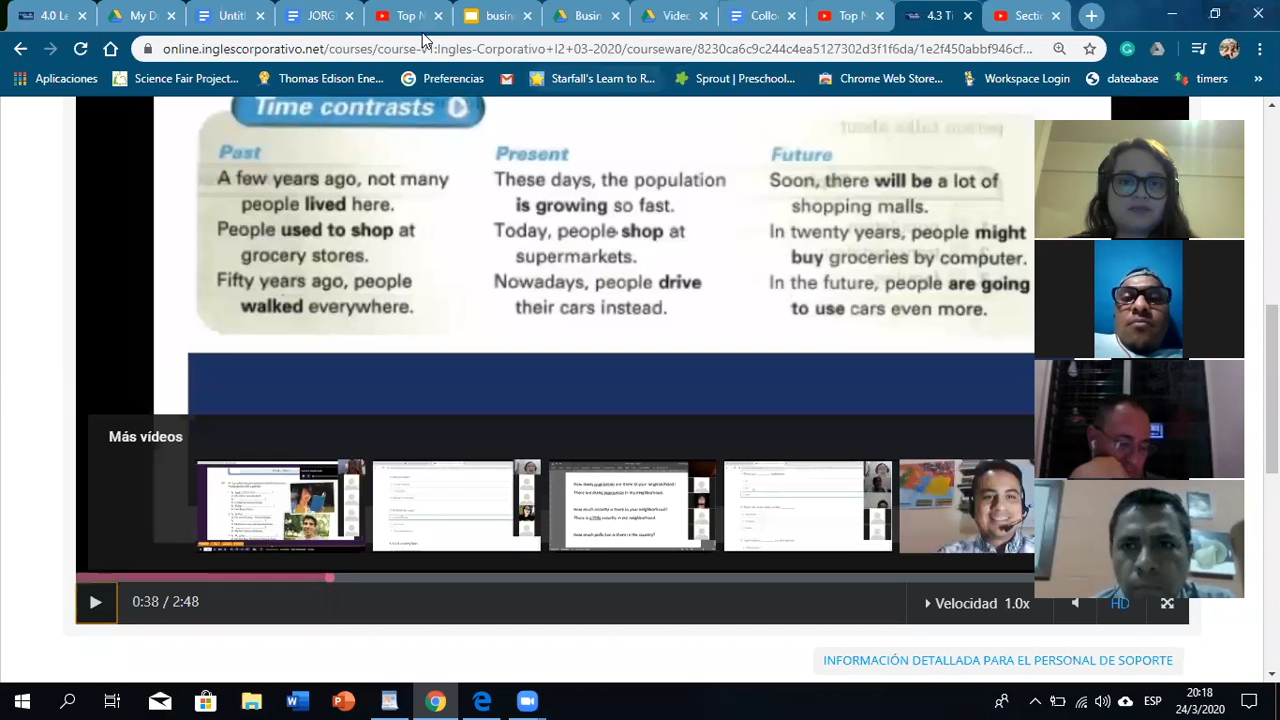 4.0 Le
My D
Untitl
JORG
Top N
busin
Busin
Video
Collo
Top N
4.3 Ti
Secti
online.inglescorporativo.net/courses/course-v1:Ingles-Corporativo+I2+03-2020/courseware/8230ca6c9c244c4ea5127302d3f1f6da/1e2f450abbf946cf...
Aplicaciones
Science Fair Project...
Thomas Edison Ene...
Preferencias
Starfall's Learn to R...
Sprout | Preschool...
Chrome Web Store...
Workspace Login
dateabase
timers
Time contrasts
Past
A few years ago, not many
people lived here.
People used to shop at
grocery stores.
Fifty years ago, people
walked everywhere.
Present
These days, the population
is growing so fast.
Today, people shop at
supermarkets.
Nowadays, people drive
their cars instead.
Future
Soon, there will be a lot of
shopping malls.
In twenty years, people might
buy groceries by computer.
In the future, people are going
to use cars even more.
Más vídeos
0:38 / 2:48
Velocidad 1.0x
HD
INFORMACIÓN DETALLADA PARA EL PERSONAL DE SOPORTE
ESP
20:18
24/3/2020